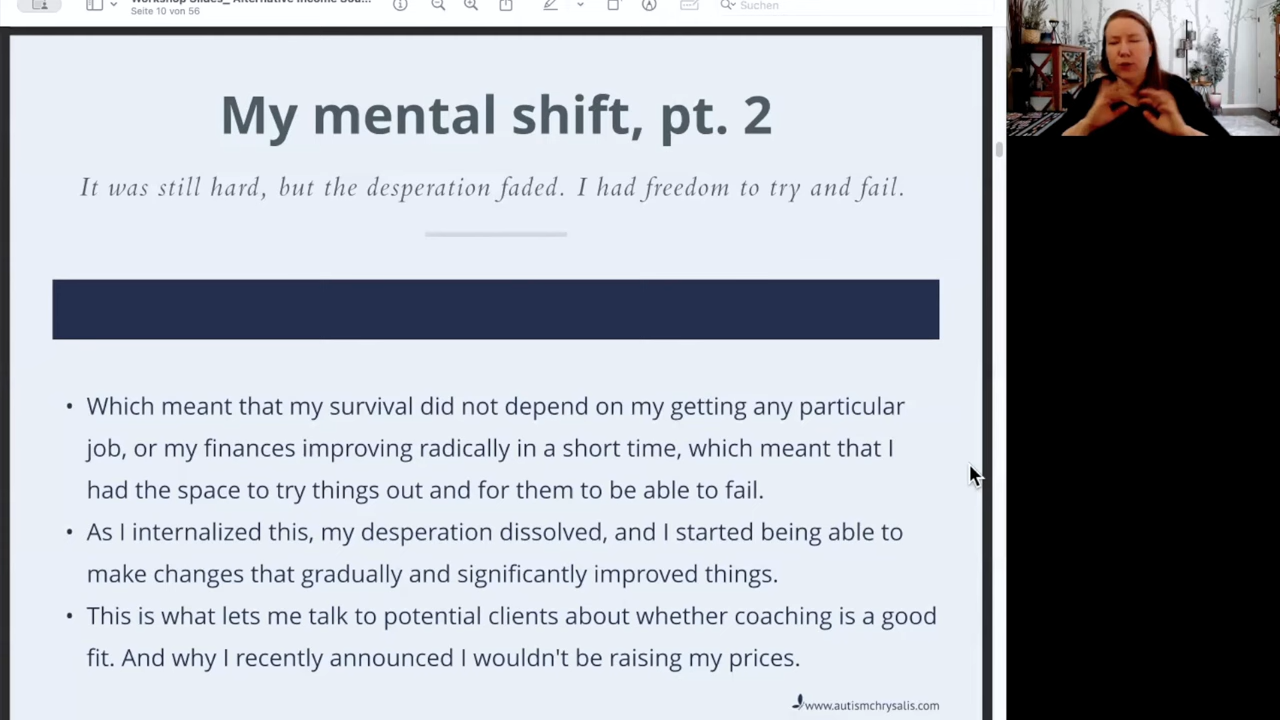 Workshop Slides_ Alternative Income Sou...
Seite 10 von 56
Suchen
My mental shift, pt. 2
It was still hard, but the desperation faded. I had freedom to try and fail.
• Which meant that my survival did not depend on my getting any particular
job, or my finances improving radically in a short time, which meant that I
had the space to try things out and for them to be able to fail.
• As I internalized this, my desperation dissolved, and I started being able to
make changes that gradually and significantly improved things.
• This is what lets me talk to potential clients about whether coaching is a good
fit. And why I recently announced I wouldn't be raising my prices.
www.autismchrysalis.com